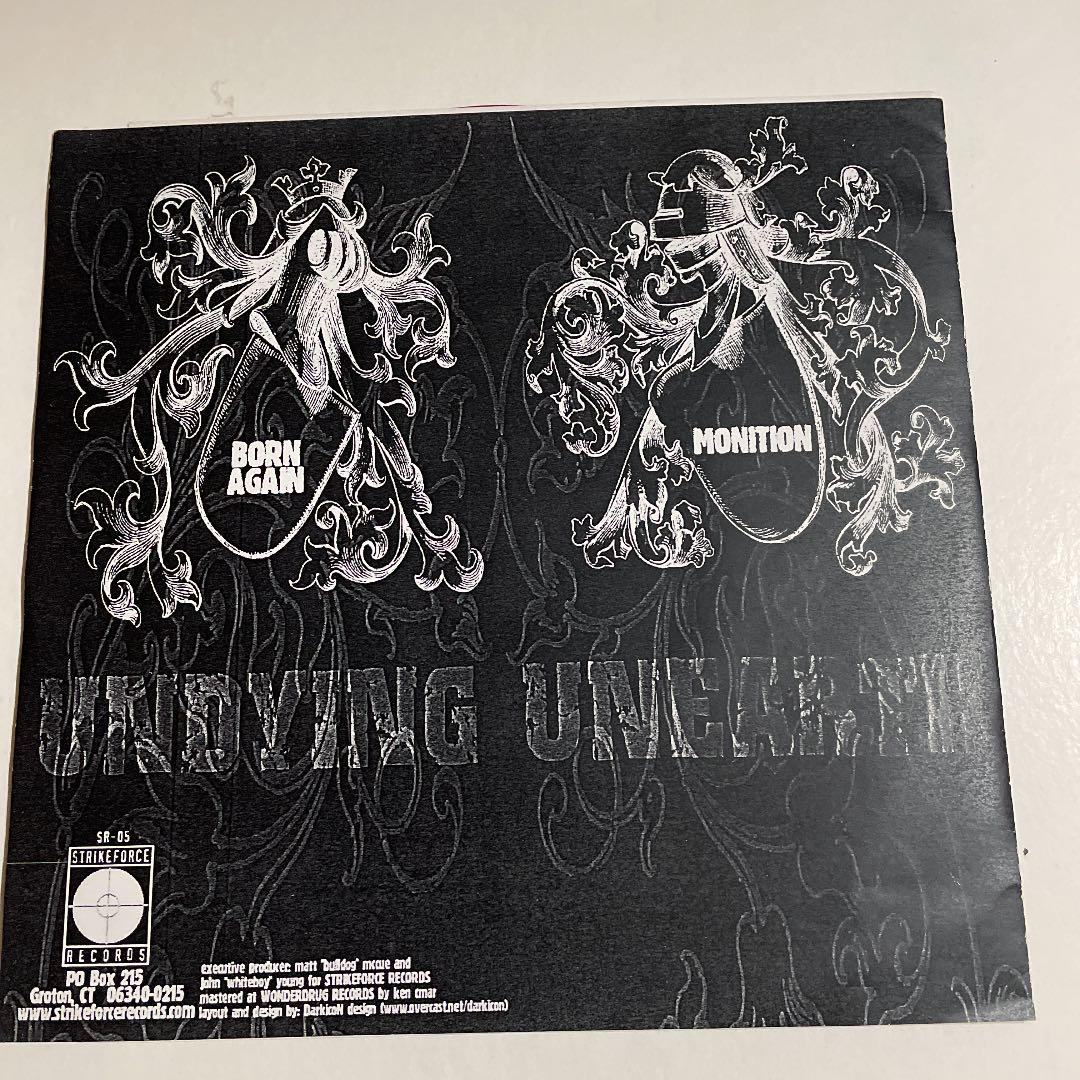 BORN
AGAIN
MONITION
UNDYING UNEARTH
SR-05
STRIKEFORCE
RECORDS
PO Box 215
Groton, CT 06340-0215
www.strikeforcerecords.com
executive producer: matt "bulldog" mccue and
john "whiteboy" young for STRIKEFORCE RECORDS
mastered at WONDERDRUG RECORDS by ken cmar
layout and design by: DarkicoN design (www.overcast.net/darkicon)